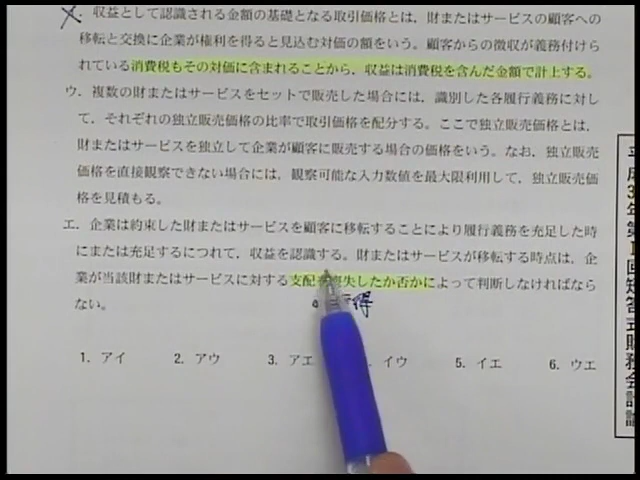 収益として認識される金額の基礎となる取引価格とは，財またはサービスの顧客への
移転と交換に企業が権利を得ると見込む対価の額をいう。顧客からの徴収が義務付けら
れている消費税もその対価に含まれることから，収益は消費税を含んだ金額で計上する。
ウ．複数の財またはサービスをセットで販売した場合には，識別した各履行義務に対し
て，それぞれの独立販売価格の比率で取引価格を配分する。ここで独立販売価格とは，
財またはサービスを独立して企業が顧客に販売する場合の価格をいう。なお，独立販売
価格を直接観察できない場合には，観察可能な入力数値を最大限利用して，独立販売価
格を見積もる。
エ．企業は約束した財またはサービスを顧客に移転することにより履行義務を充足した時
にまたは充足するにつれて，収益を認識する。財またはサービスが移転する時点は，企
業が当該財またはサービスに対する支配を喪失したか否かによって判断しなければなら
ない。
得
1．アイ 2．アウ 3．アエ イウ 5．イエ 6．ウエ
年第1回短答式財務会計論